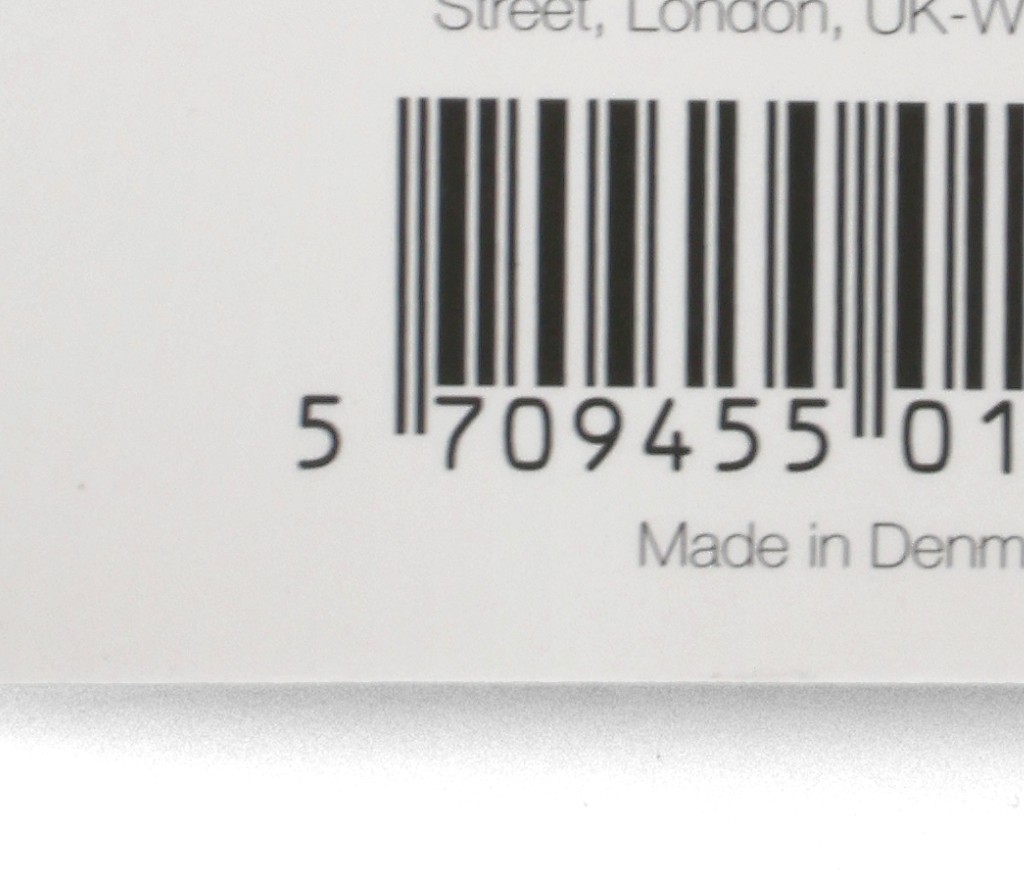 Street, London, UK-W
5 709455 01
Made in Denm